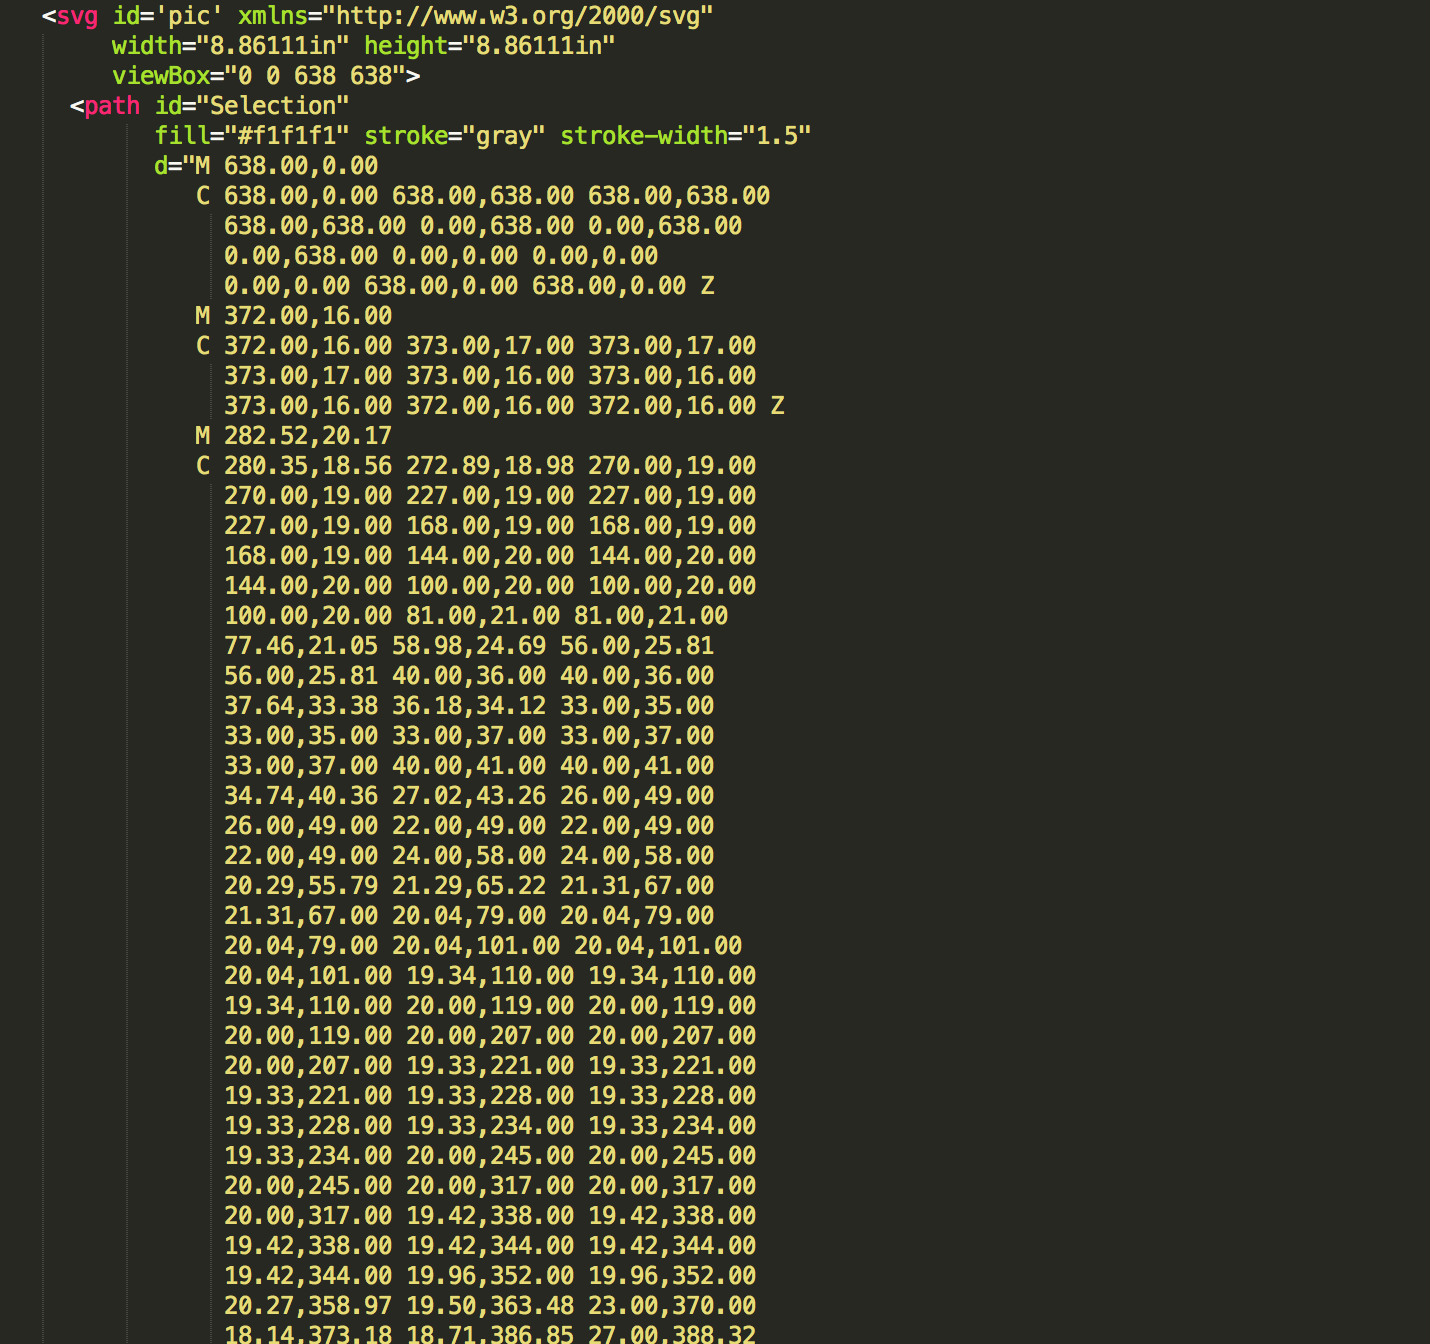 <svg id='pic' xmlns="http://www.w3.org/2000/svg"
width="8.86111in" height="8.86111in"
viewBox="0 0 638 638">
<path id="Selection"
fill="#f1f1f1" stroke="gray" stroke-width="1.5"
d="M 638.00,0.00
C 638.00,0.00 638.00,638.00 638.00,638.00
638.00,638.00 0.00,638.00 0.00,638.00
0.00,638.00 0.00,0.00 0.00,0.00
0.00,0.00 638.00,0.00 638.00,0.00 Z
M 372.00,16.00
C 372.00,16.00 373.00,17.00 373.00,17.00
373.00,17.00 373.00,16.00 373.00,16.00
373.00,16.00 372.00,16.00 372.00,16.00 Z
M 282.52,20.17
C 280.35,18.56 272.89,18.98 270.00,19.00
270.00,19.00 227.00,19.00 227.00,19.00
227.00,19.00 168.00,19.00 168.00,19.00
168.00,19.00 144.00,20.00 144.00,20.00
144.00,20.00 100.00,20.00 100.00,20.00
100.00,20.00 81.00,21.00 81.00,21.00
77.46,21.05 58.98,24.69 56.00,25.81
56.00,25.81 40.00,36.00 40.00,36.00
37.64,33.38 36.18,34.12 33.00,35.00
33.00,35.00 33.00,37.00 33.00,37.00
33.00,37.00 40.00,41.00 40.00,41.00
34.74,40.36 27.02,43.26 26.00,49.00
26.00,49.00 22.00,49.00 22.00,49.00
22.00,49.00 24.00,58.00 24.00,58.00
20.29,55.79 21.29,65.22 21.31,67.00
21.31,67.00 20.04,79.00 20.04,79.00
20.04,79.00 20.04,101.00 20.04,101.00
20.04,101.00 19.34,110.00 19.34,110.00
19.34,110.00 20.00,119.00 20.00,119.00
20.00,119.00 20.00,207.00 20.00,207.00
20.00,207.00 19.33,221.00 19.33,221.00
19.33,221.00 19.33,228.00 19.33,228.00
19.33,228.00 19.33,234.00 19.33,234.00
19.33,234.00 20.00,245.00 20.00,245.00
20.00,245.00 20.00,317.00 20.00,317.00
20.00,317.00 19.42,338.00 19.42,338.00
19.42,338.00 19.42,344.00 19.42,344.00
19.42,344.00 19.96,352.00 19.96,352.00
20.27,358.97 19.50,363.48 23.00,370.00
18.14,373.18 18.71,386.85 27.00,388.32